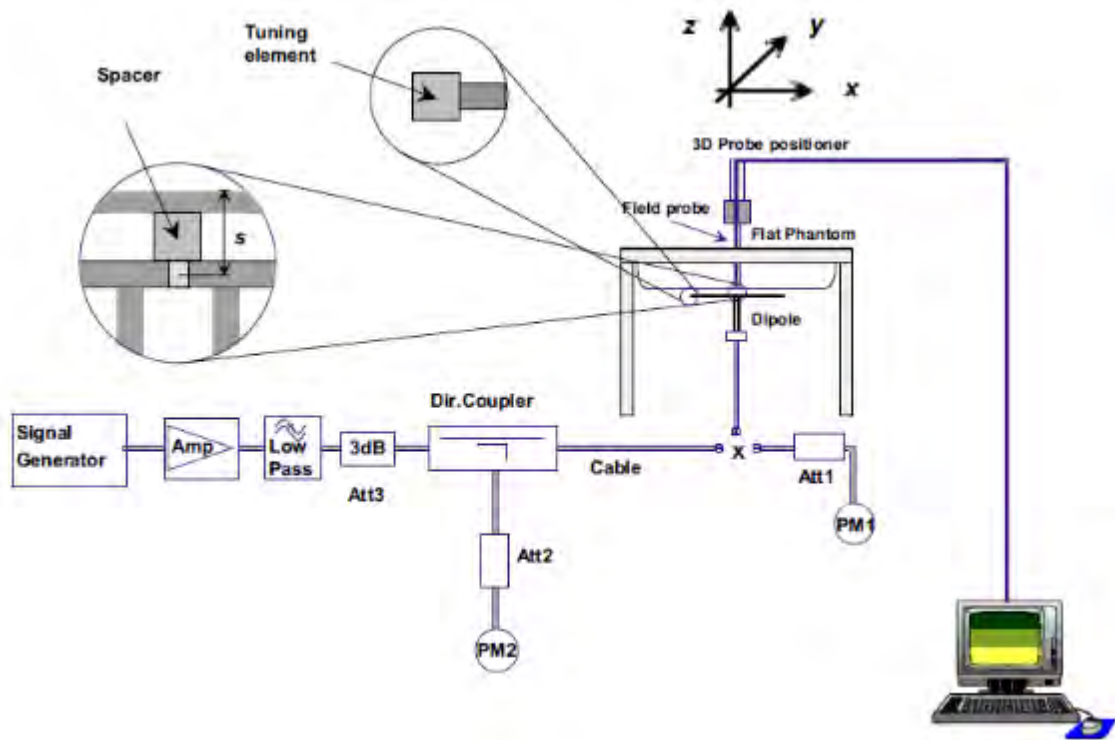 Tuning
element
Spacer
s
z
y
x
3D Probe positioner
Field probe
Flat Phantom
Dipole
Dir.Coupler
Signal
Generator
Amp
Low
Pass
3dB
Att3
Cable
x
Att1
PM1
Att2
PM2